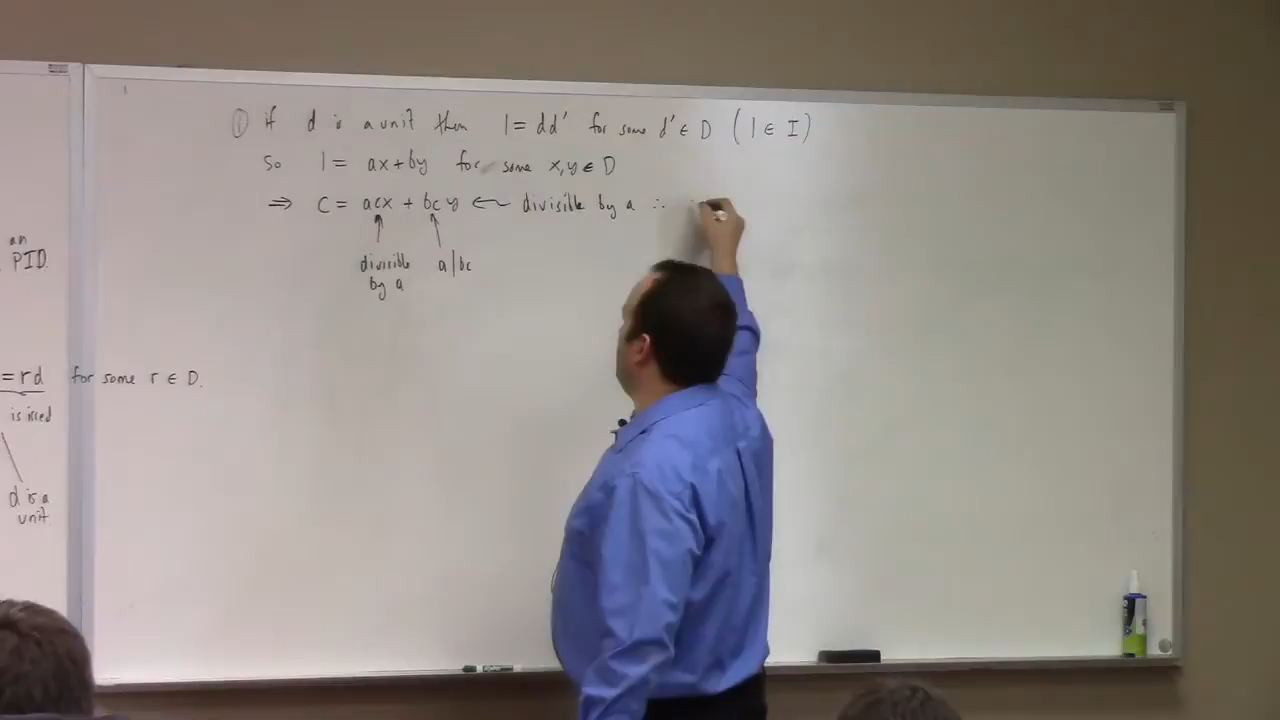 an
PID.
= rd for some r ∈ D.
is irred
d is a
unit.
① if d is a unit then 1 = dd' for some d' ∈ D (1 ∈ I)
So 1 = ax + by for some x, y ∈ D
⇒ c = acx + bcy ← divisible by a ∴
divisible a | bc
by a